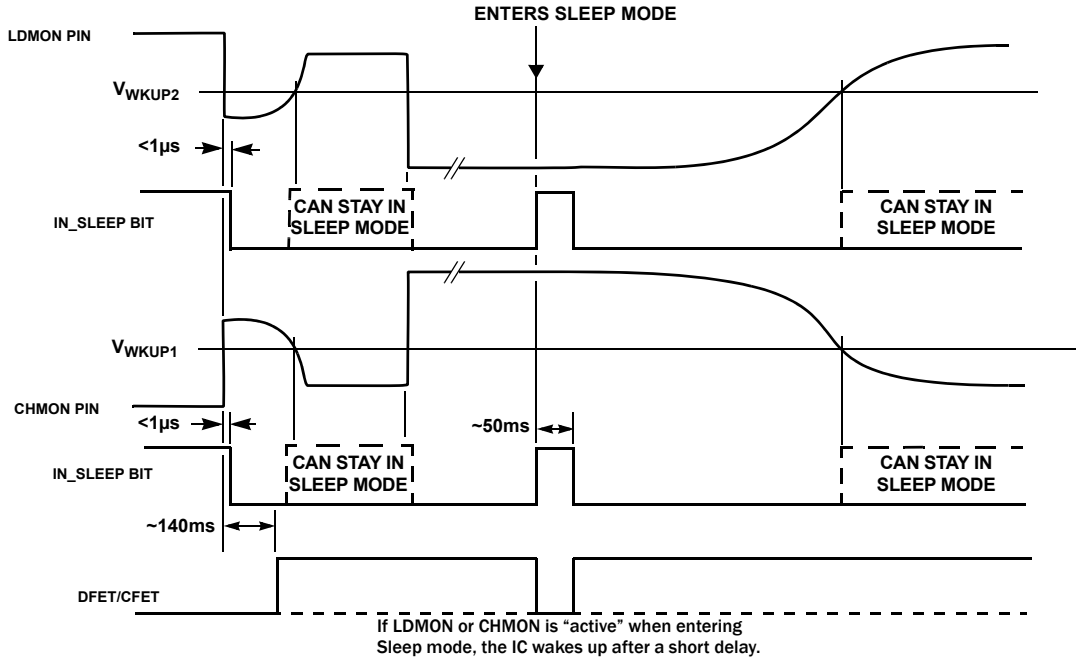 ENTERS SLEEP MODE
LDMON PIN
VWKUP2
<1µs
IN_SLEEP BIT
CAN STAY IN
SLEEP MODE
CAN STAY IN
SLEEP MODE
VWKUP1
CHMON PIN
<1µs
~50ms
IN_SLEEP BIT
CAN STAY IN
SLEEP MODE
CAN STAY IN
SLEEP MODE
~140ms
DFET/CFET
If LDMON or CHMON is “active” when entering
Sleep mode, the IC wakes up after a short delay.